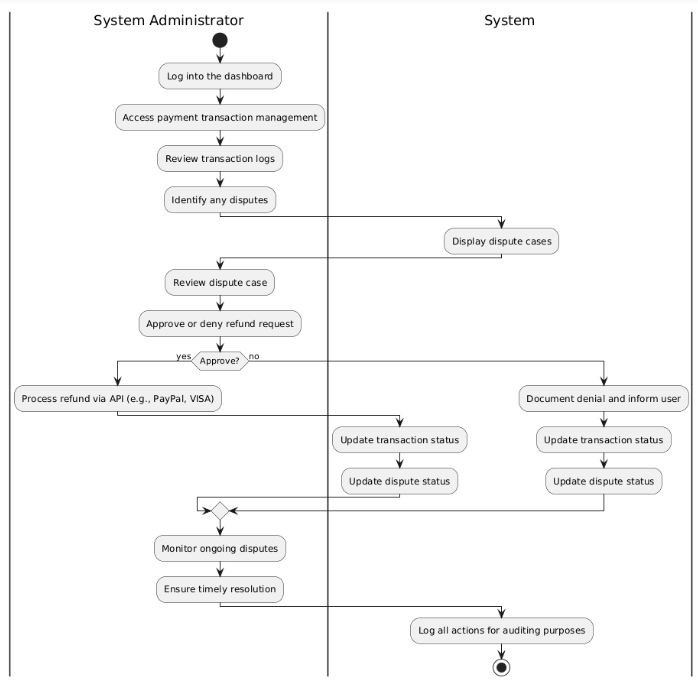 System Administrator
System
Log into the dashboard
Access payment transaction management
Review transaction logs
Identify any disputes
Display dispute cases
Review dispute case
Approve or deny refund request
yes
Approve?
no
Process refund via API (e.g., PayPal, VISA)
Document denial and inform user
Update transaction status
Update transaction status
Update dispute status
Update dispute status
Monitor ongoing disputes
Ensure timely resolution
Log all actions for auditing purposes